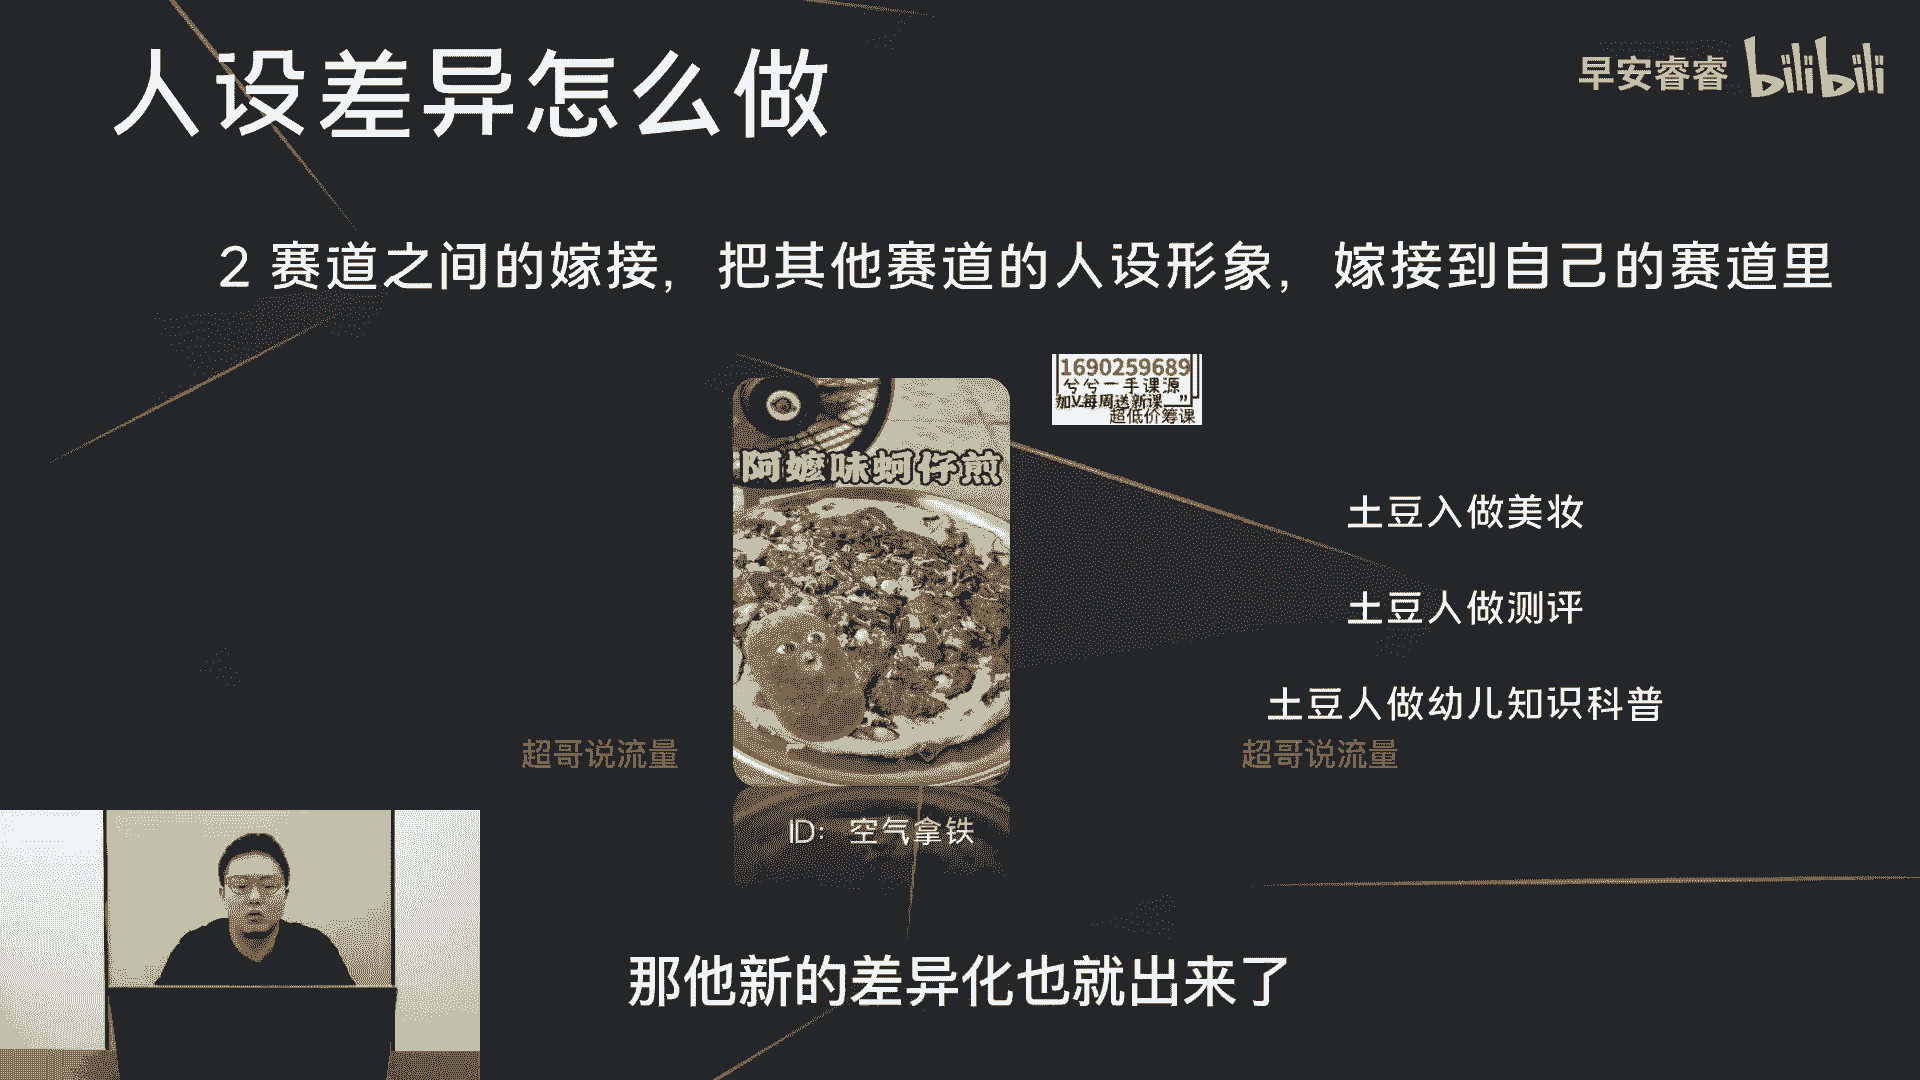 人设差异怎么做
早安睿睿 bilibili
2 赛道之间的嫁接，把其他赛道的人设形象，嫁接到自己的赛道里
1690259689
兮兮一手课源
加V每周送新课
超低价筹课
阿嬷味蚵仔煎
土豆入做美妆
土豆人做测评
土豆人做幼儿知识科普
超哥说流量
超哥说流量
ID：空气拿铁
那他新的差异化也就出来了